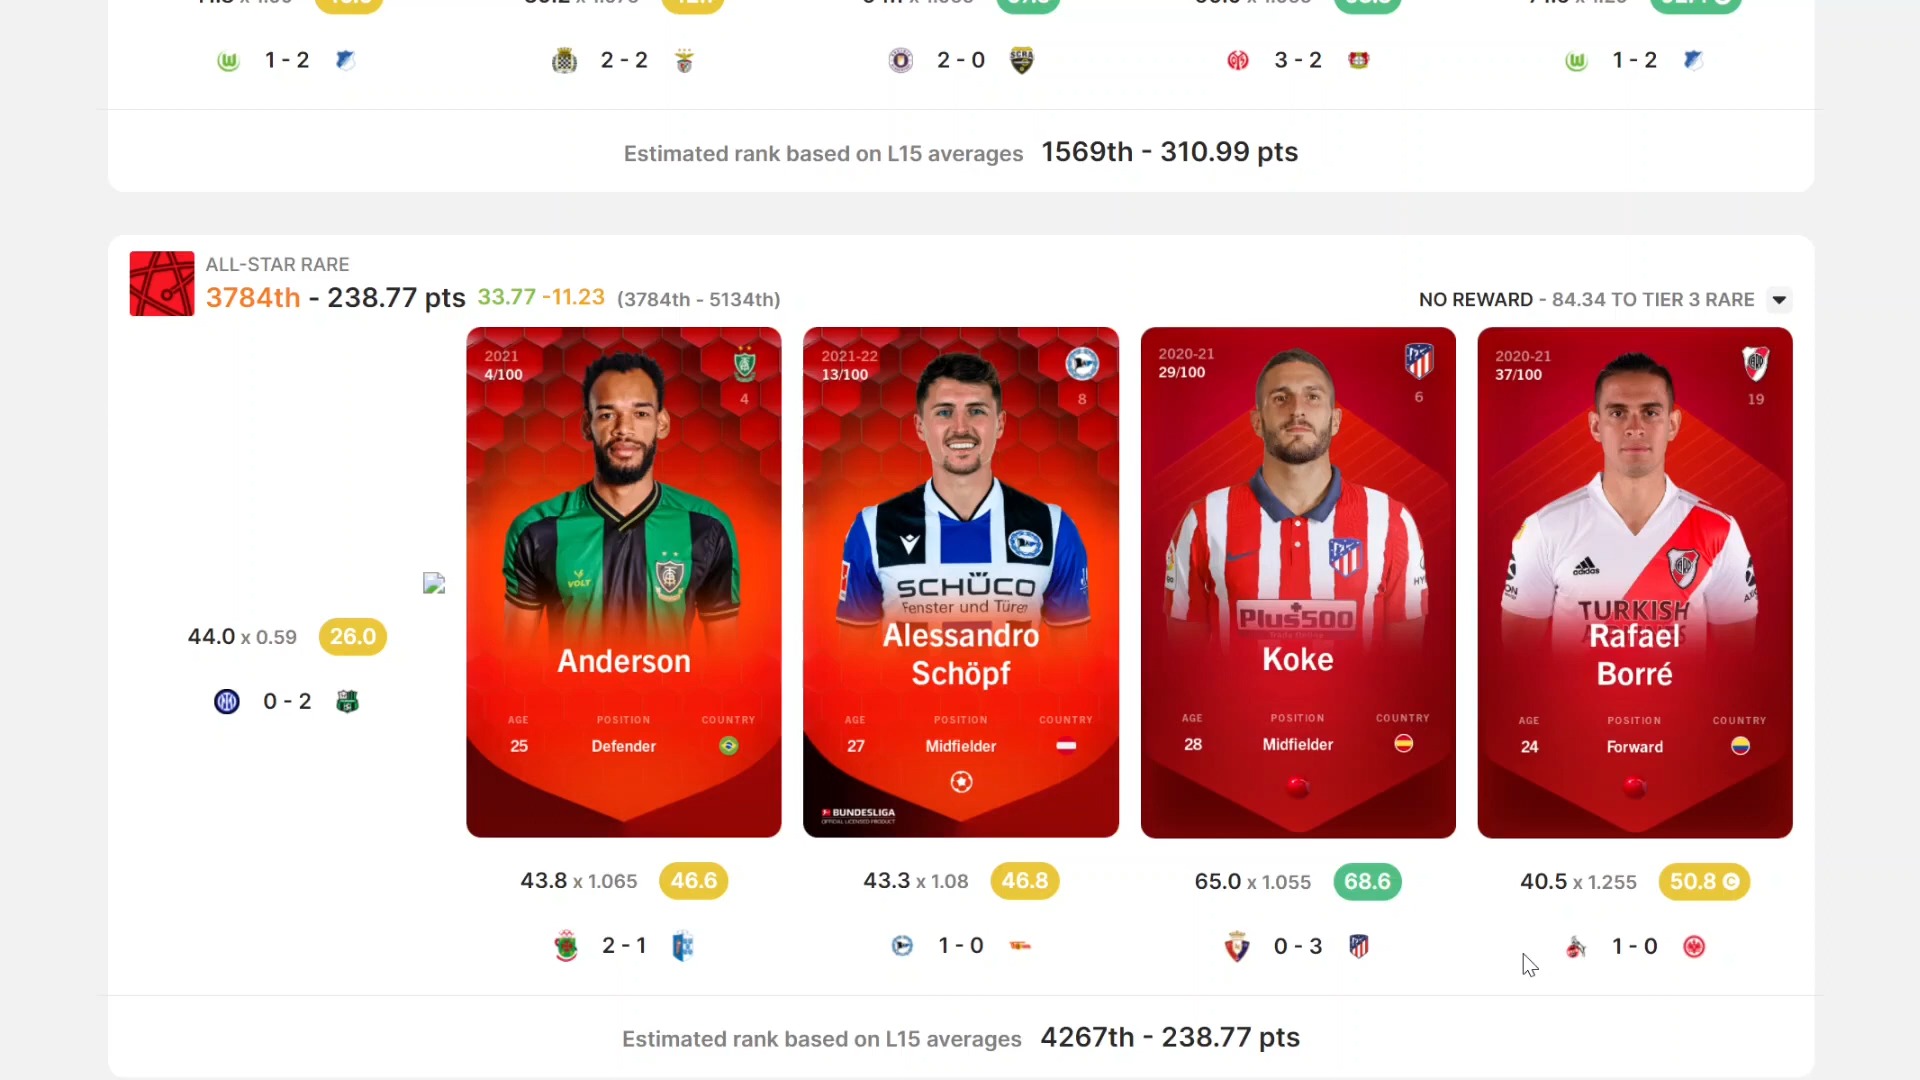 1 - 2
2 - 2
2 - 0
3 - 2
1 - 2
Estimated rank based on L15 averages 1569th - 310.99 pts
ALL-STAR RARE
3784th - 238.77 pts 33.77 -11.23 (3784th - 5134th)
NO REWARD - 84.34 TO TIER 3 RARE
44.0 x 0.59 26.0
0 - 2
2021
4/100
4
VOLT
Anderson
AGE POSITION COUNTRY
25 Defender
43.8 x 1.065 46.6
2 - 1
2021-22
13/100
8
SCHÜCO
Fenster und Türen
Alessandro
Schöpf
AGE POSITION COUNTRY
27 Midfielder
BUNDESLIGA
OFFICIAL LICENSED PRODUCT
43.3 x 1.08 46.8
1 - 0
2020-21
29/100
6
Plus500
Trade Online
Koke
AGE POSITION COUNTRY
28 Midfielder
65.0 x 1.055 68.6
0 - 3
2020-21
37/100
19
adidas
TURKISH
Rafael
Borré
AGE POSITION COUNTRY
24 Forward
40.5 x 1.255 50.8 C
1 - 0
Estimated rank based on L15 averages 4267th - 238.77 pts